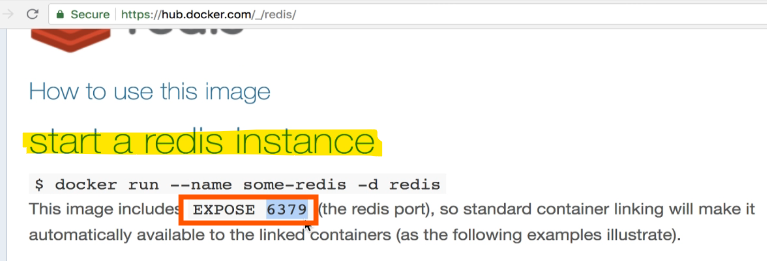 Secure https://hub.docker.com/_/redis/
redis
How to use this image
start a redis instance
$ docker run --name some-redis -d redis
This image includes EXPOSE 6379 (the redis port), so standard container linking will make it
automatically available to the linked containers (as the following examples illustrate).